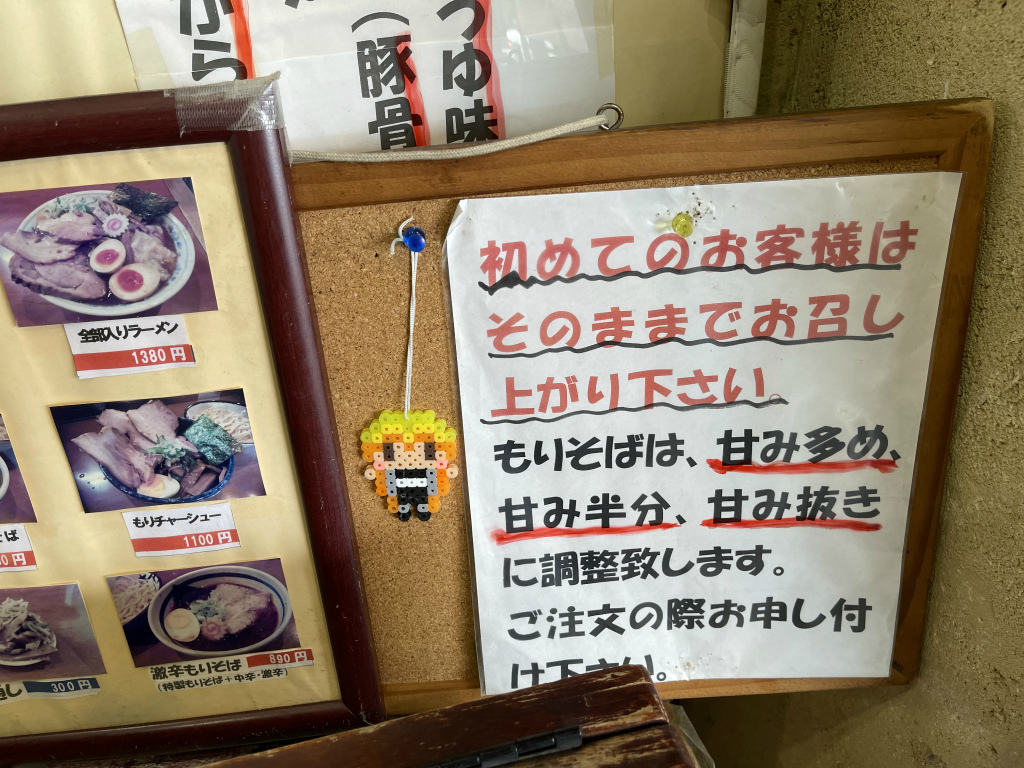 から
（豚骨
つゆ味
全部入りラーメン
1380円
もりチャーシュー
1100円
激辛もりそば 890円
（特製もりそば＋中辛・激辛）
300円
初めてのお客様は
そのままでお召し
上がり下さい。
もりそばは、甘み多め、
甘み半分、甘み抜き
に調整致します。
ご注文の際お申し付
け下さい。